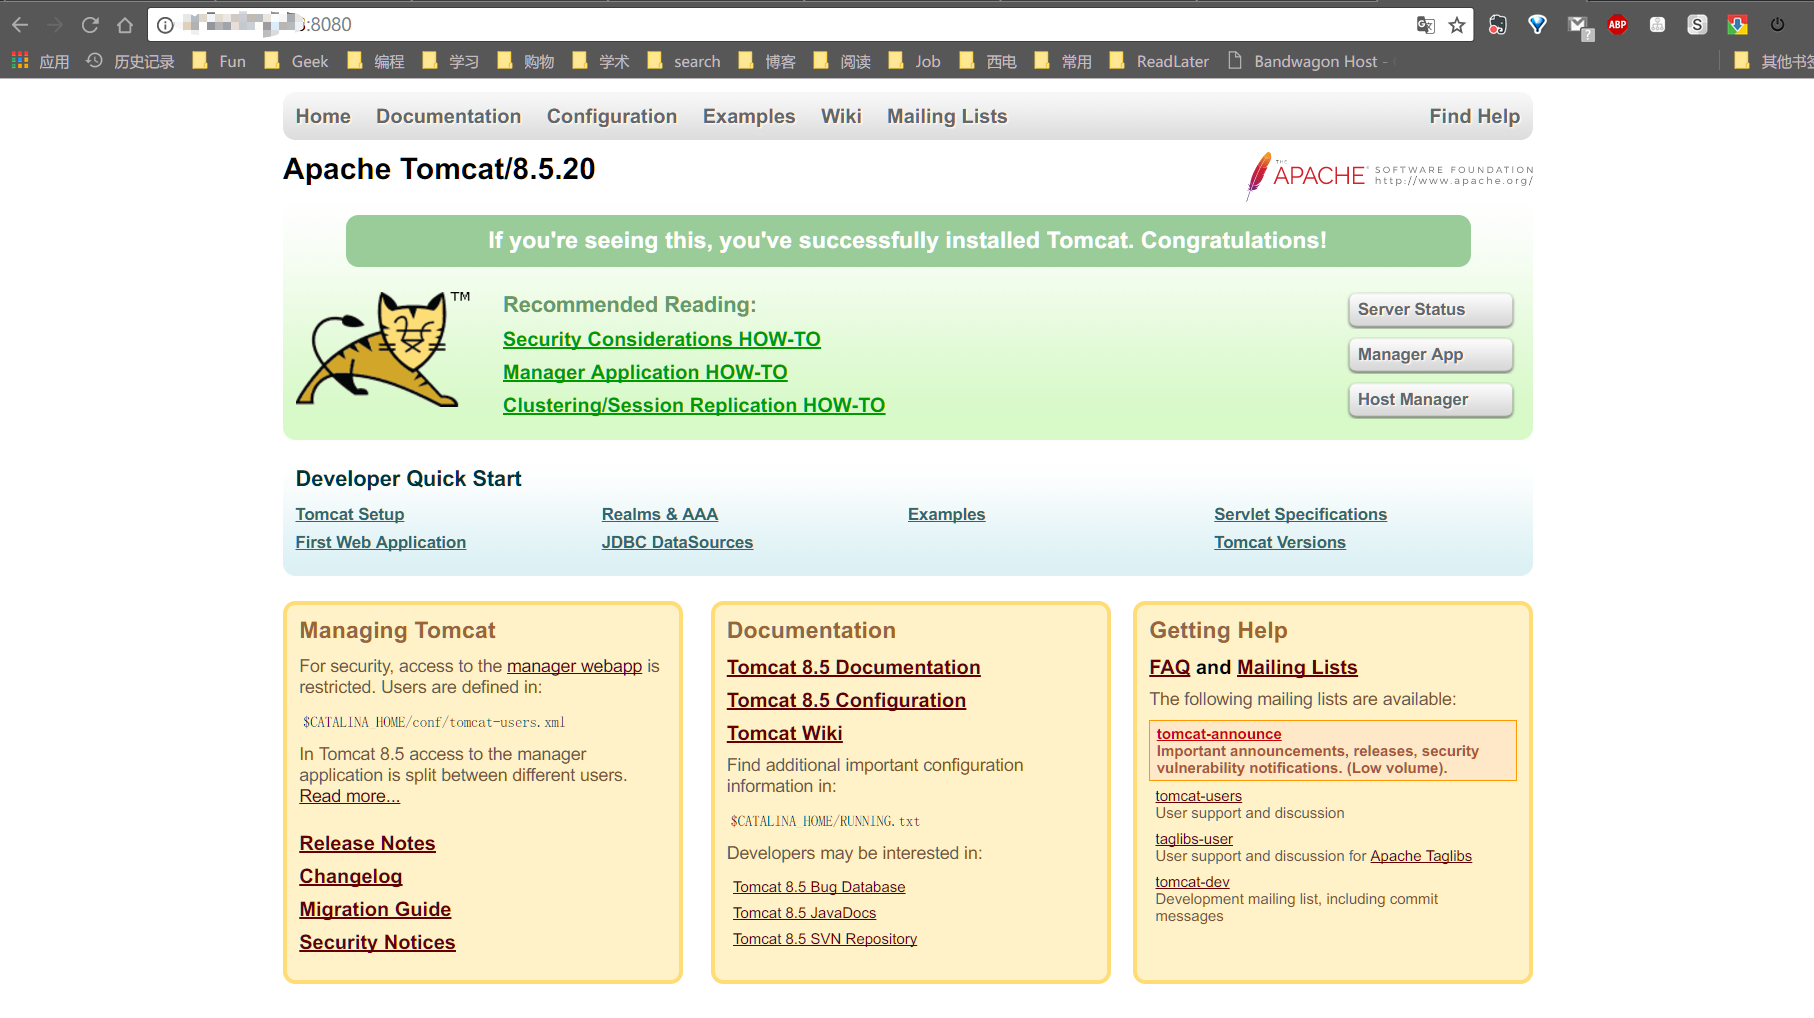 :8080
应用 历史记录 Fun Geek 编程 学习 购物 学术 search 博客 阅读 Job 西电 常用 ReadLater Bandwagon Host - 其他书签
Home Documentation Configuration Examples Wiki Mailing Lists Find Help
Apache Tomcat/8.5.20
THE APACHE SOFTWARE FOUNDATION
http://www.apache.org/
If you're seeing this, you've successfully installed Tomcat. Congratulations!
TM
Recommended Reading:
Security Considerations HOW-TO
Manager Application HOW-TO
Clustering/Session Replication HOW-TO
Server Status
Manager App
Host Manager
Developer Quick Start
Tomcat Setup
First Web Application
Realms & AAA
JDBC DataSources
Examples
Servlet Specifications
Tomcat Versions
Managing Tomcat
For security, access to the manager webapp is
restricted. Users are defined in:
$CATALINA_HOME/conf/tomcat-users.xml
In Tomcat 8.5 access to the manager
application is split between different users.
Read more...
Release Notes
Changelog
Migration Guide
Security Notices
Documentation
Tomcat 8.5 Documentation
Tomcat 8.5 Configuration
Tomcat Wiki
Find additional important configuration
information in:
$CATALINA_HOME/RUNNING.txt
Developers may be interested in:
Tomcat 8.5 Bug Database
Tomcat 8.5 JavaDocs
Tomcat 8.5 SVN Repository
Getting Help
FAQ and Mailing Lists
The following mailing lists are available:
tomcat-announce
Important announcements, releases, security
vulnerability notifications. (Low volume).
tomcat-users
User support and discussion
taglibs-user
User support and discussion for Apache Taglibs
tomcat-dev
Development mailing list, including commit
messages